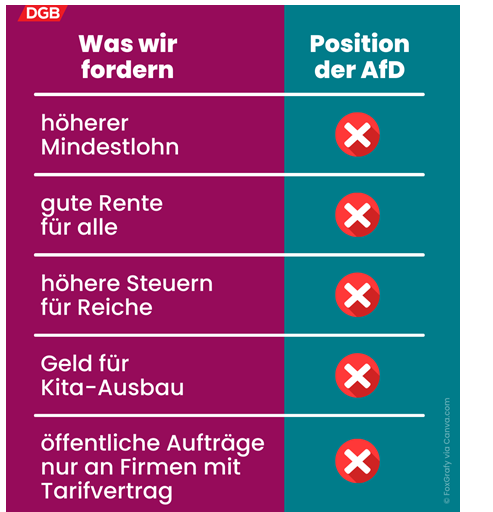 DGB
Was wir
fordern
Position
der AfD
höherer
Mindestlohn
gute Rente
für alle
höhere Steuern
für Reiche
Geld für
Kita-Ausbau
öffentliche Aufträge
nur an Firmen mit
Tarifvertrag
© FoxGrafy via Canva.com